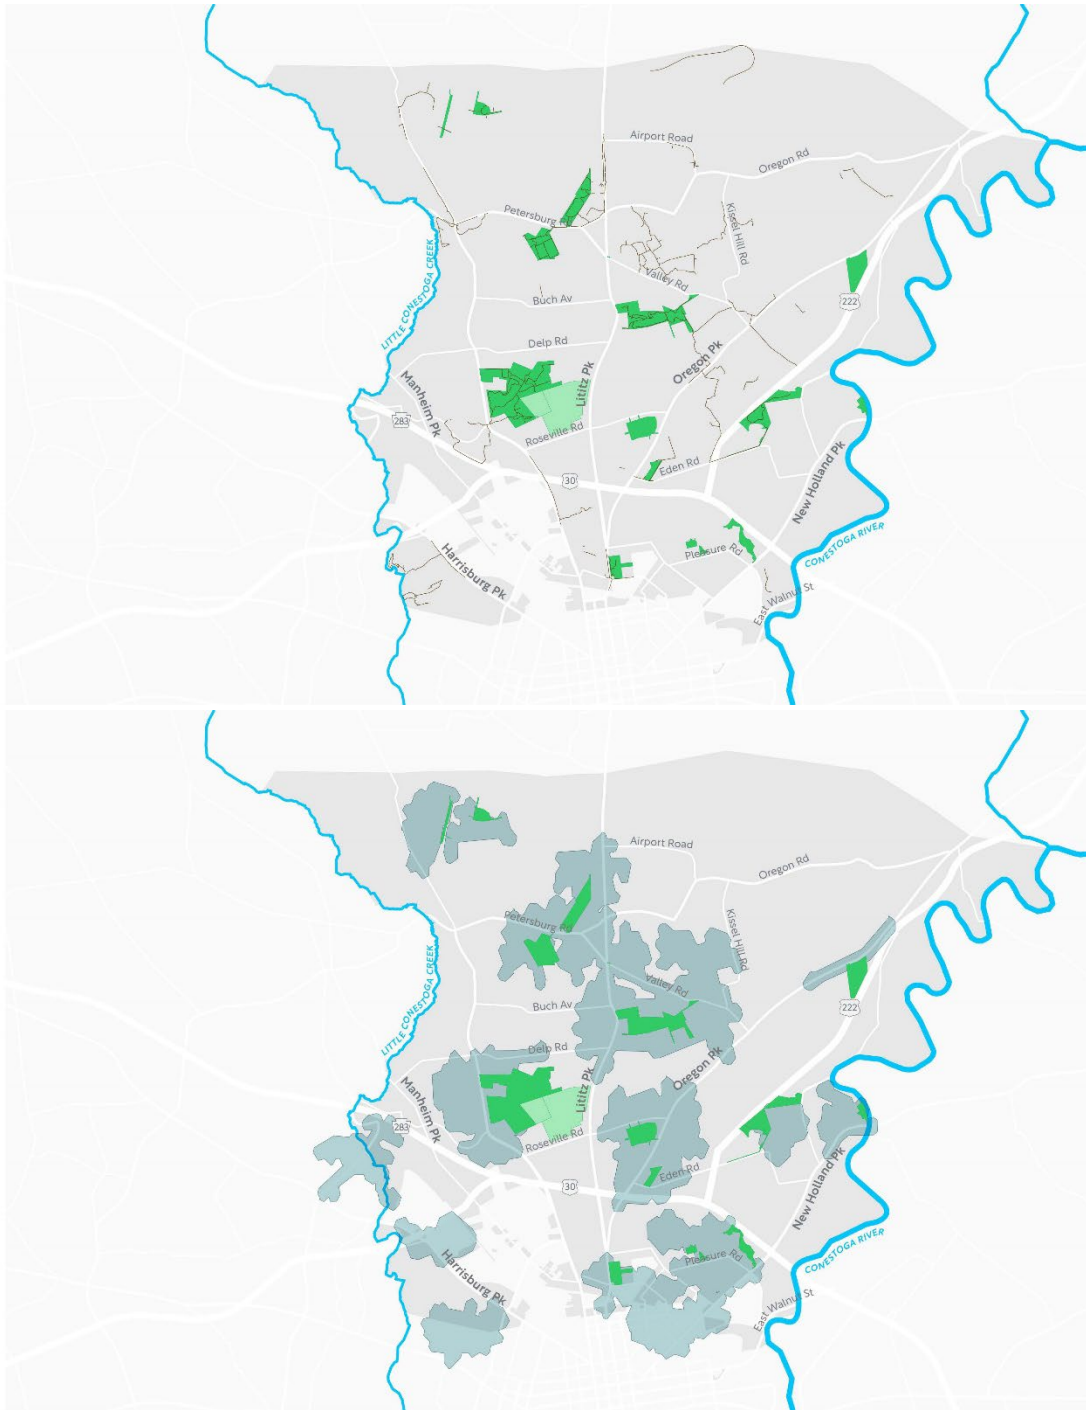 Airport Road
Oregon Rd
Petersburg Rd
Kissel Hill Rd
Valley Rd
LITTLE CONESTOGA CREEK
Buch Av
222
Delp Rd
Oregon Pk
Manheim Pk
Lititz Pk
283
Roseville Rd
Eden Rd
New Holland Pk
30
CONESTOGA RIVER
Harrisburg Pk
Pleasure Rd
East Walnut St
Airport Road
Oregon Rd
Petersburg Rd
Kissel Hill Rd
Valley Rd
LITTLE CONESTOGA CREEK
Buch Av
222
Delp Rd
Oregon Pk
Manheim Pk
Lititz Pk
283
Roseville Rd
Eden Rd
New Holland Pk
30
CONESTOGA RIVER
Harrisburg Pk
Pleasure Rd
East Walnut St